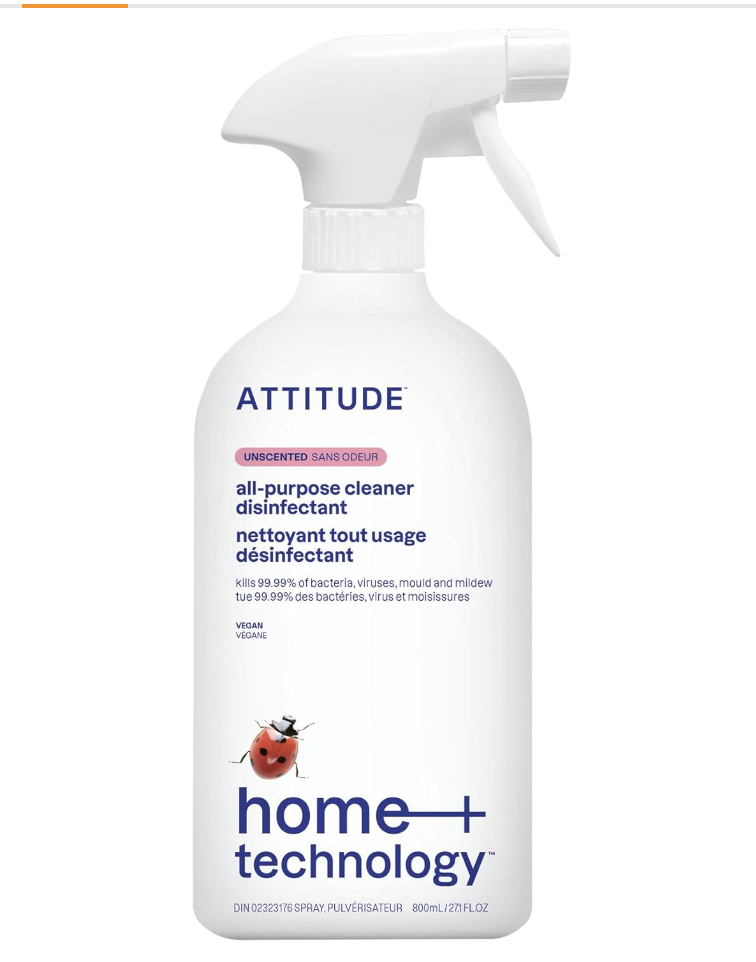 ATTITUDE™
UNSCENTED SANS ODEUR
all-purpose cleaner
disinfectant
nettoyant tout usage
désinfectant
kills 99.99% of bacteria, viruses, mould and mildew
tue 99.99% des bactéries, virus et moisissures
VEGAN
VÉGANE
home+
technology™
DIN 02323176 SPRAY, PULVÉRISATEUR 800mL / 27.1 FL.OZ